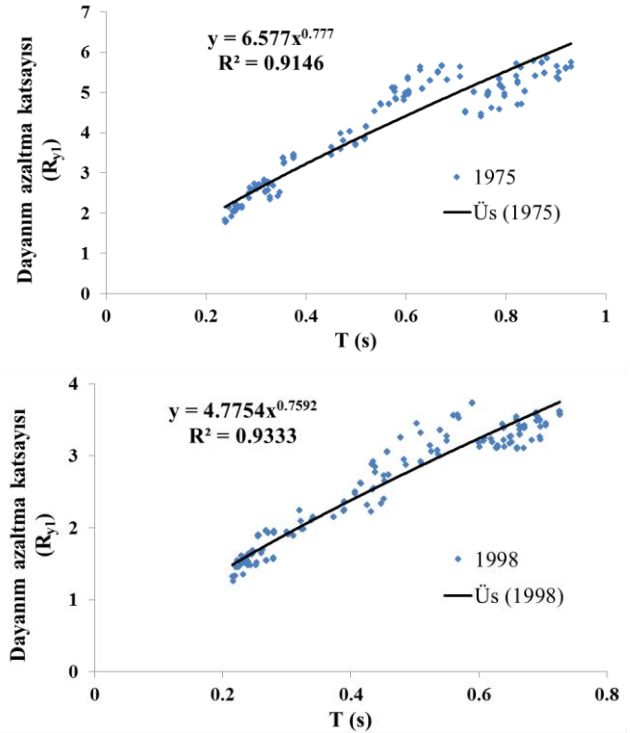 y = 6.577x^0.777
R² = 0.9146
Dayanım azaltma katsayısı
(R_y1)
7
6
5
4
3
2
1
0
0
0.2
0.4
0.6
0.8
1
T (s)
1975
Üs (1975)
y = 4.7754x^0.7592
R² = 0.9333
Dayanım azaltma katsayısı
(R_y1)
4
3
2
1
0
0
0.2
0.4
0.6
0.8
T (s)
1998
Üs (1998)